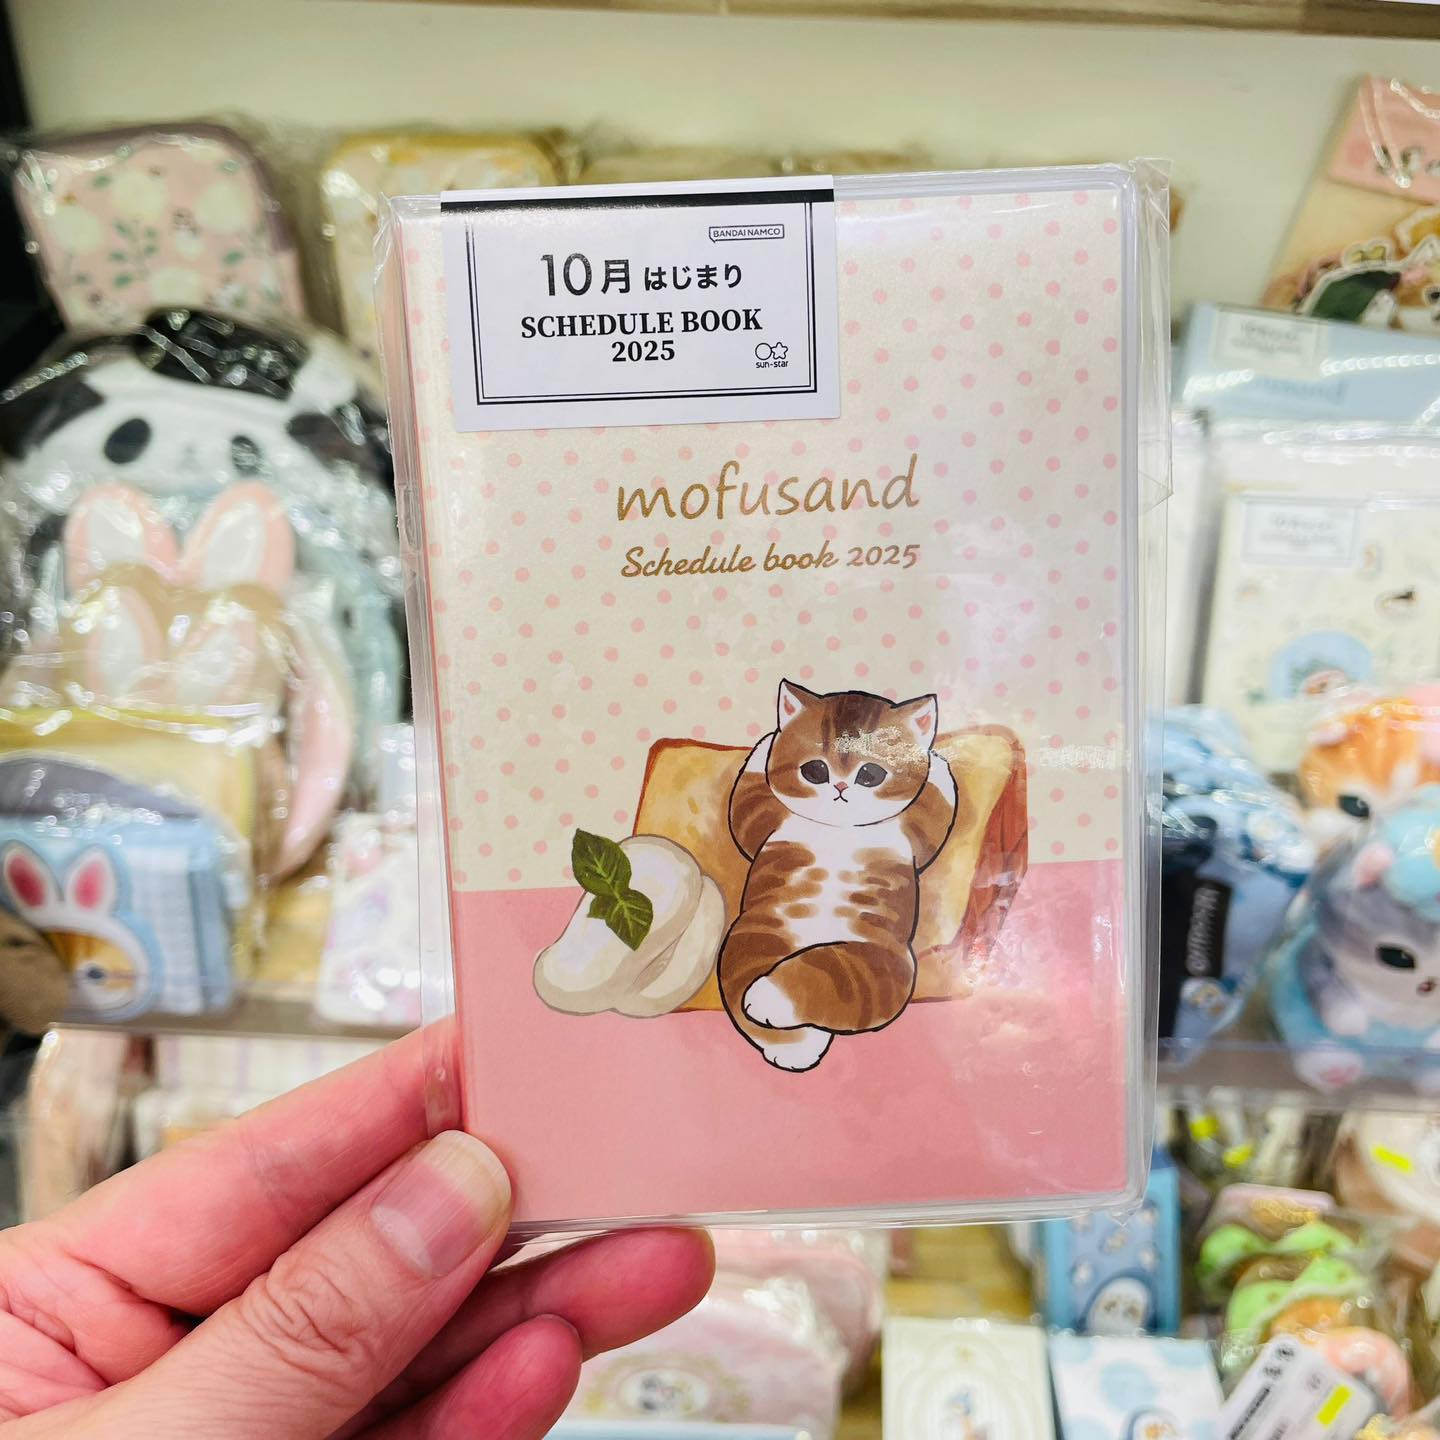 BANDAI NAMCO
10月 はじまり
SCHEDULE BOOK
2025
sun-star
mofusand
Schedule book 2025